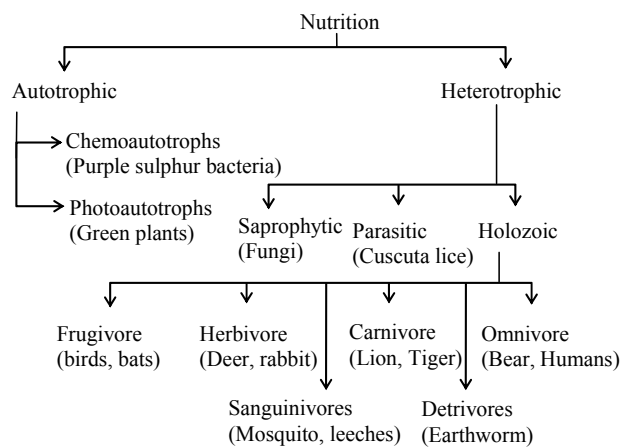 Nutrition
Autotrophic
Heterotrophic
Chemoautotrophs
(Purple sulphur bacteria)
Photoautotrophs
(Green plants)
Saprophytic
(Fungi)
Parasitic
(Cuscuta lice)
Holozoic
Frugivore
(birds, bats)
Herbivore
(Deer, rabbit)
Carnivore
(Lion, Tiger)
Omnivore
(Bear, Humans)
Sanguinivores
(Mosquito, leeches)
Detrivores
(Earthworm)